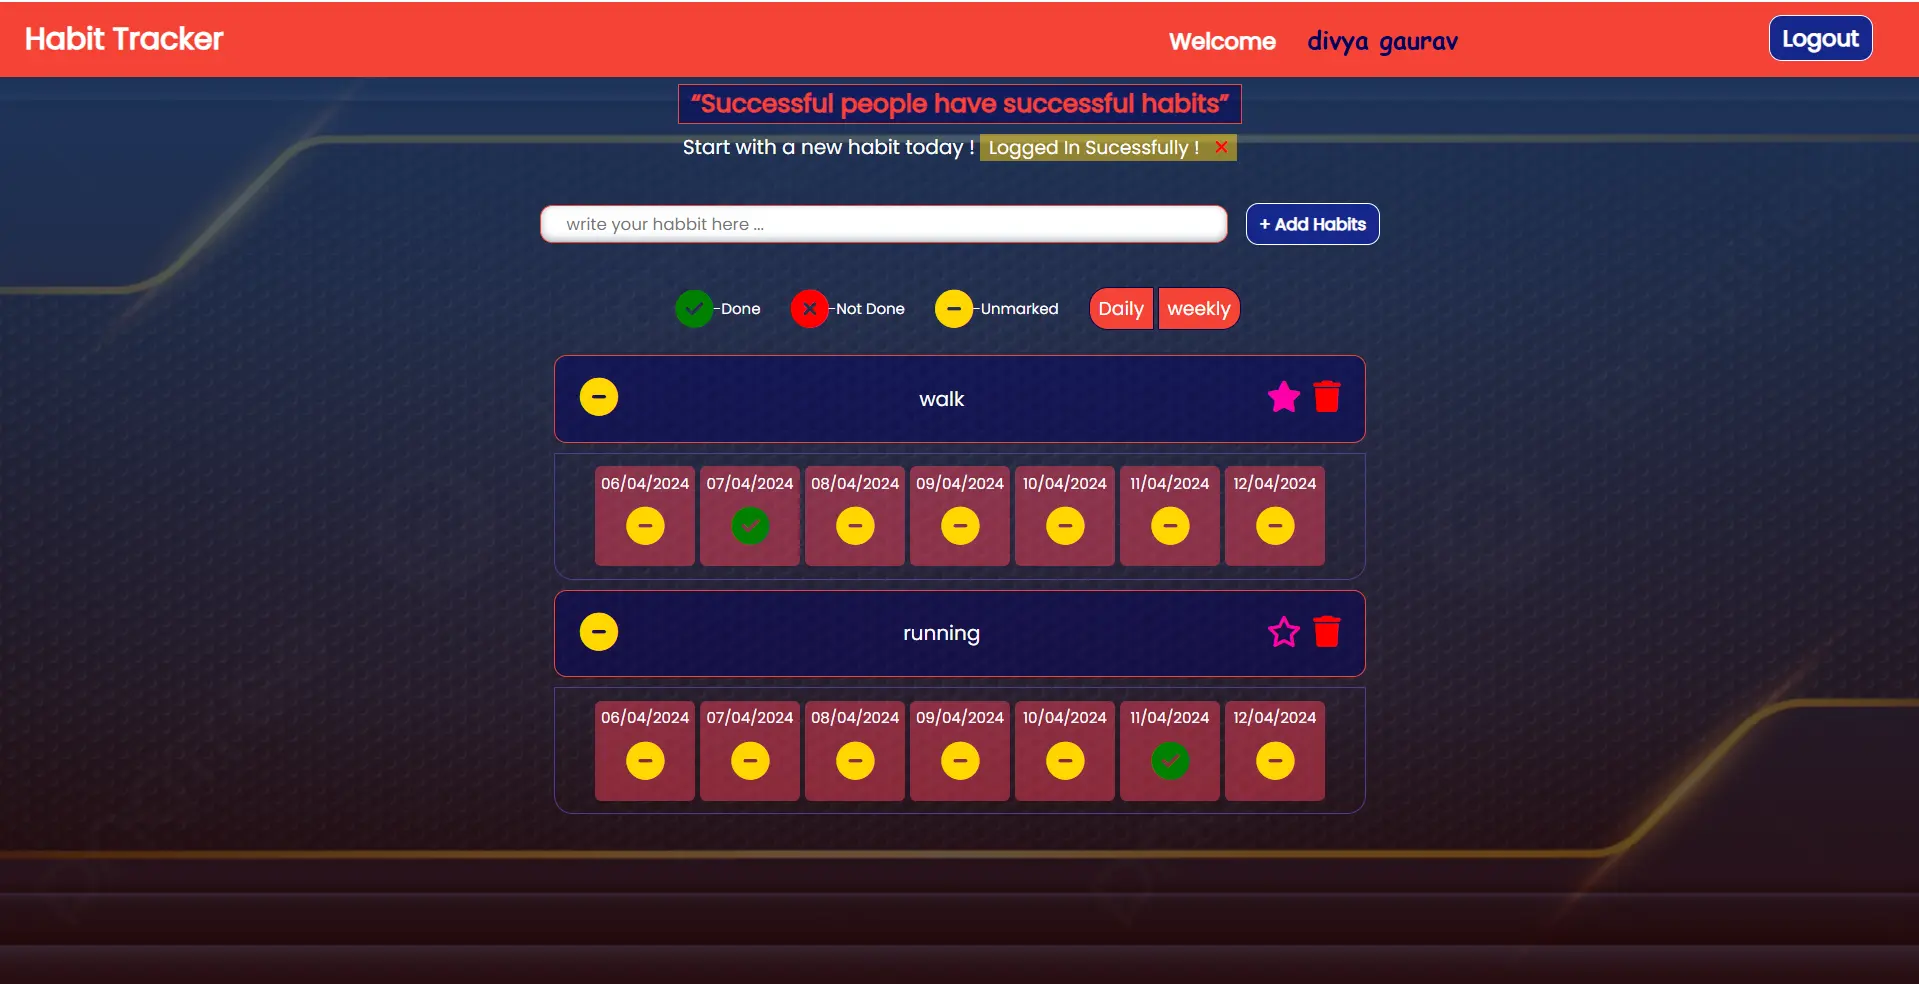 Habit Tracker Welcome divya gaurav Logout
“Successful people have successful habits”
Start with a new habit today ! Logged In Sucessfully ! ×
write your habbit here ... + Add Habits
-Done -Not Done -Unmarked Daily weekly
walk
06/04/2024 07/04/2024 08/04/2024 09/04/2024 10/04/2024 11/04/2024 12/04/2024
running
06/04/2024 07/04/2024 08/04/2024 09/04/2024 10/04/2024 11/04/2024 12/04/2024